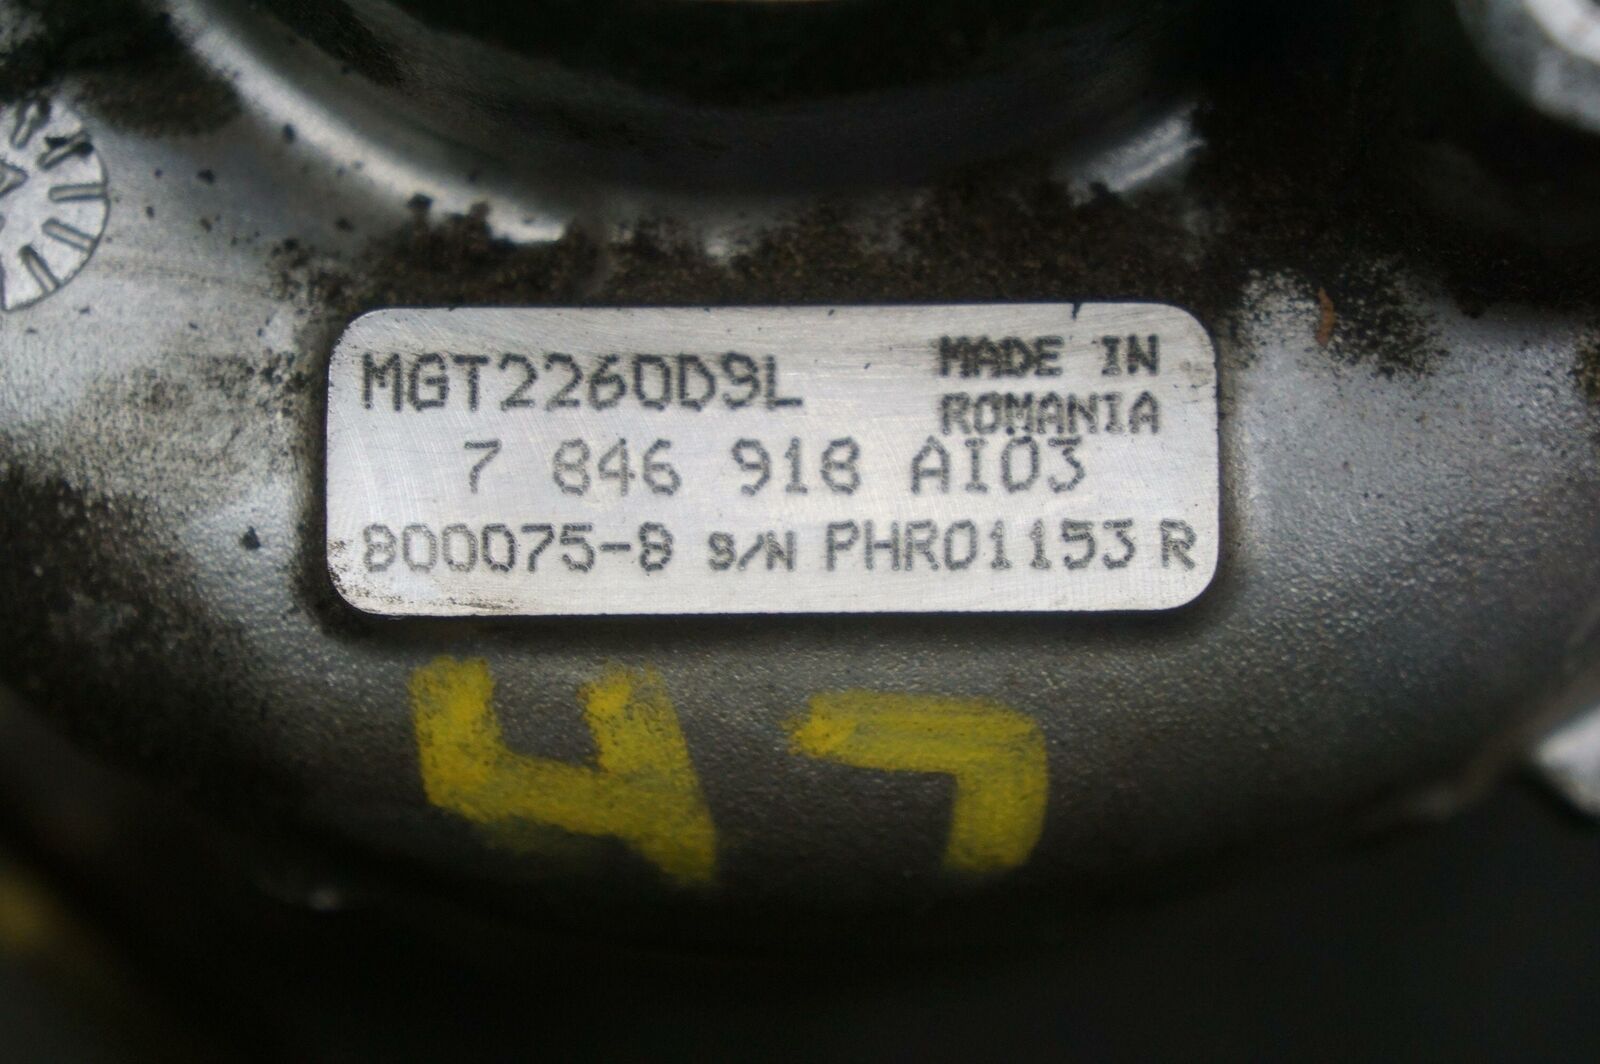 MGT2260DSL
MADE IN
ROMANIA
7 846 918 AI03
800075-8 S/N PHR01153 R
47